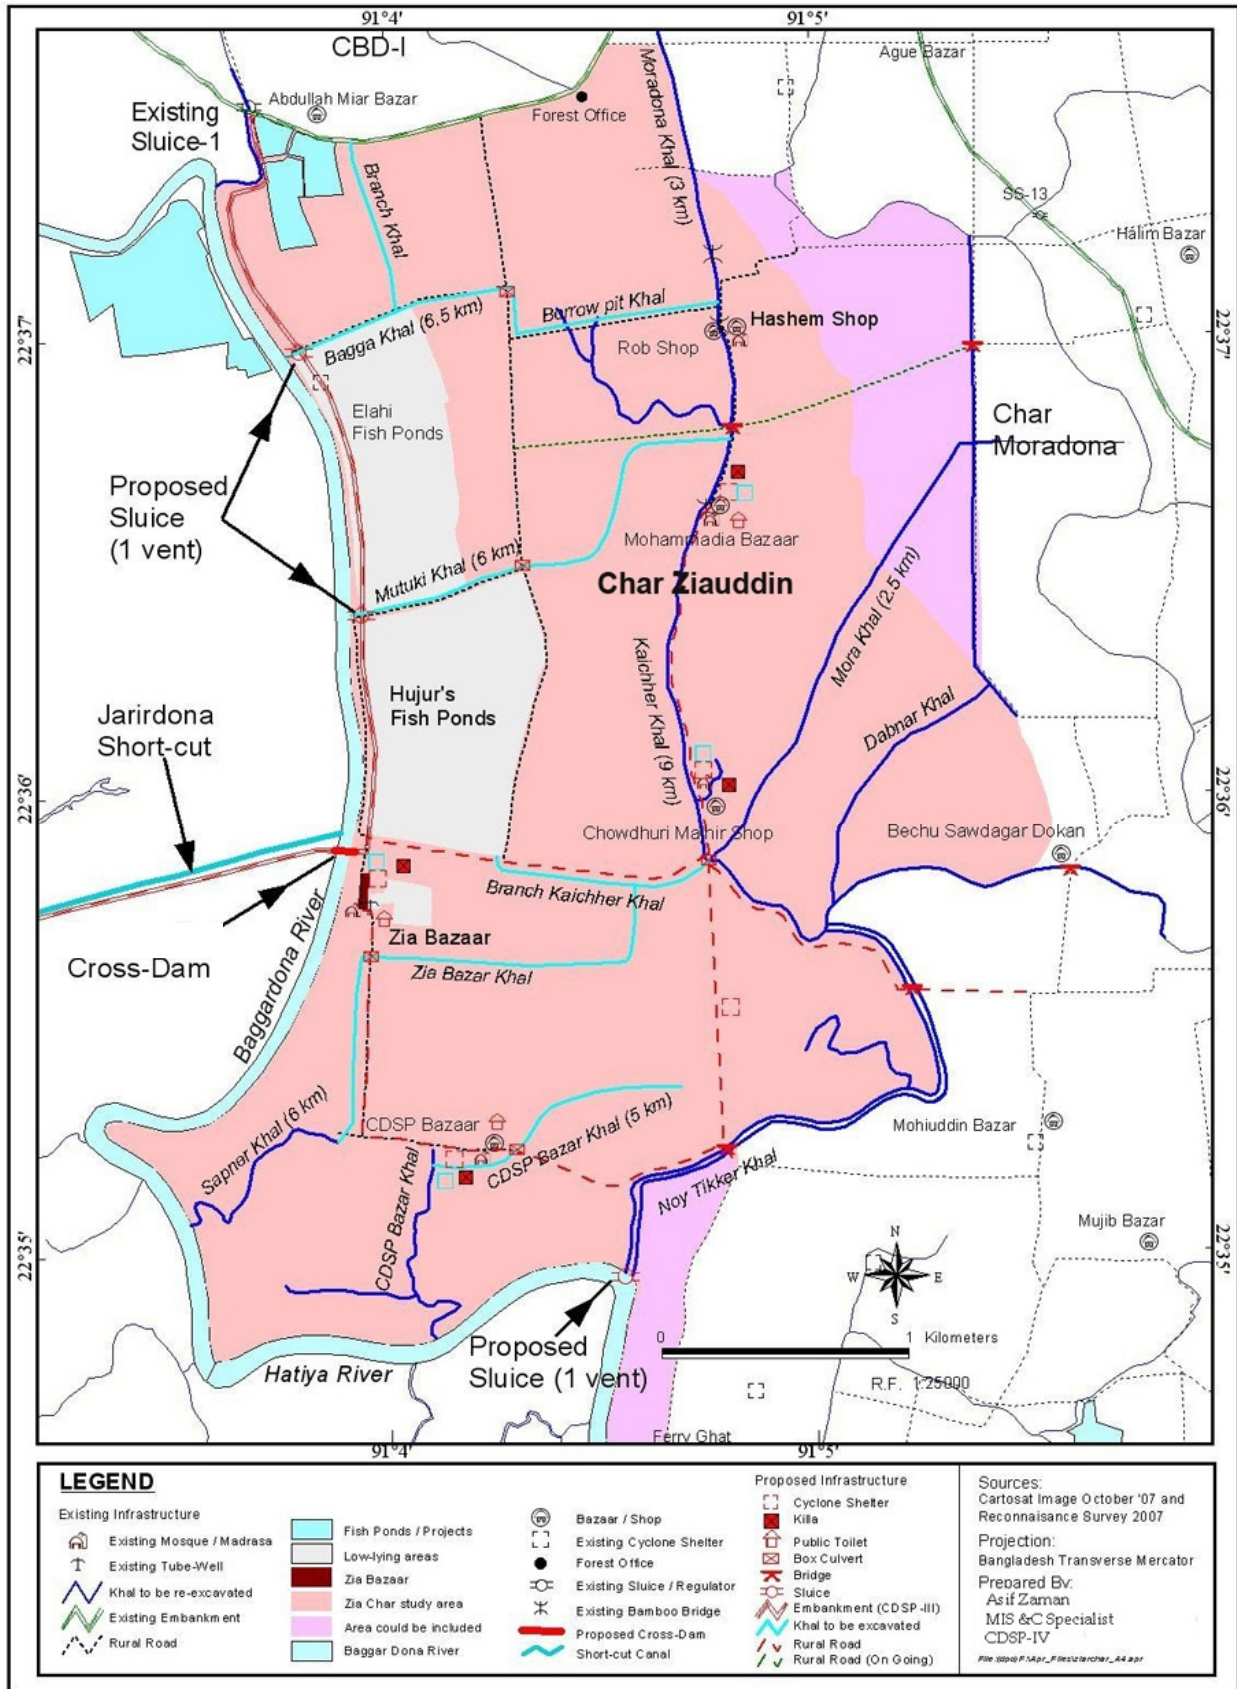 91°4'
91°5'
CBD-I
Ague Bazar
Abdullah Miar Bazar
Existing
Sluice-1
Forest Office
Moradona Khal (3 km)
Branch Khal
SS-13
Halim Bazar
22°37'
22°37'
Bagga Khal (6,5 km)
Borrow pit Khal
Hashem Shop
Rob Shop
Elahi
Fish Ponds
Char
Moradona
Proposed
Sluice
(1 vent)
Mohammadia Bazaar
Mutuki Khal (6 km)
Char Ziauddin
Mora Khal (2.5 km)
Kaichher Khal (9 km)
Hujur's
Fish Ponds
Dabnar Khal
Jarirdona
Short-cut
22°36'
22°36'
Chowdhuri Mathir Shop
Bechu Sawdagar Dokan
Branch Kaichher Khal
Zia Bazaar
Zia Bazar Khal
Cross-Dam
Baggardona River
Sapner Khal (6 km)
CDSP Bazaar
CDSP Bazar Khal (5 km)
CDSP Bazar Khal
Mohiuddin Bazar
Noy Tikker Khal
Mujib Bazar
22°35'
22°35'
N
W
E
S
Proposed
Sluice (1 vent)
Hatiya River
0
1
Kilometers
R.F. 1:25000
Ferry Ghat
91°4'
91°5'
LEGEND
Existing Infrastructure
Existing Mosque / Madrasa
Existing Tube-Well
Khal to be re-excavated
Existing Embankment
Rural Road
Fish Ponds / Projects
Low-lying areas
Zia Bazaar
Zia Char study area
Area could be included
Baggar Dona River
Bazaar / Shop
Existing Cyclone Shelter
Forest Office
Existing Sluice / Regulator
Existing Bamboo Bridge
Proposed Cross-Dam
Short-cut Canal
Proposed Infrastructure
Cyclone Shelter
Killa
Public Toilet
Box Culvert
Bridge
Sluice
Embankment (CDSP-III)
Khal to be excavated
Rural Road
Rural Road (On Going)
Sources:
Cartosat Image October '07 and
Reconnaisance Survey 2007
Projection:
Bangladesh Transverse Mercator
Prepared By:
Asif Zaman
MIS &C Specialist
CDSP-IV